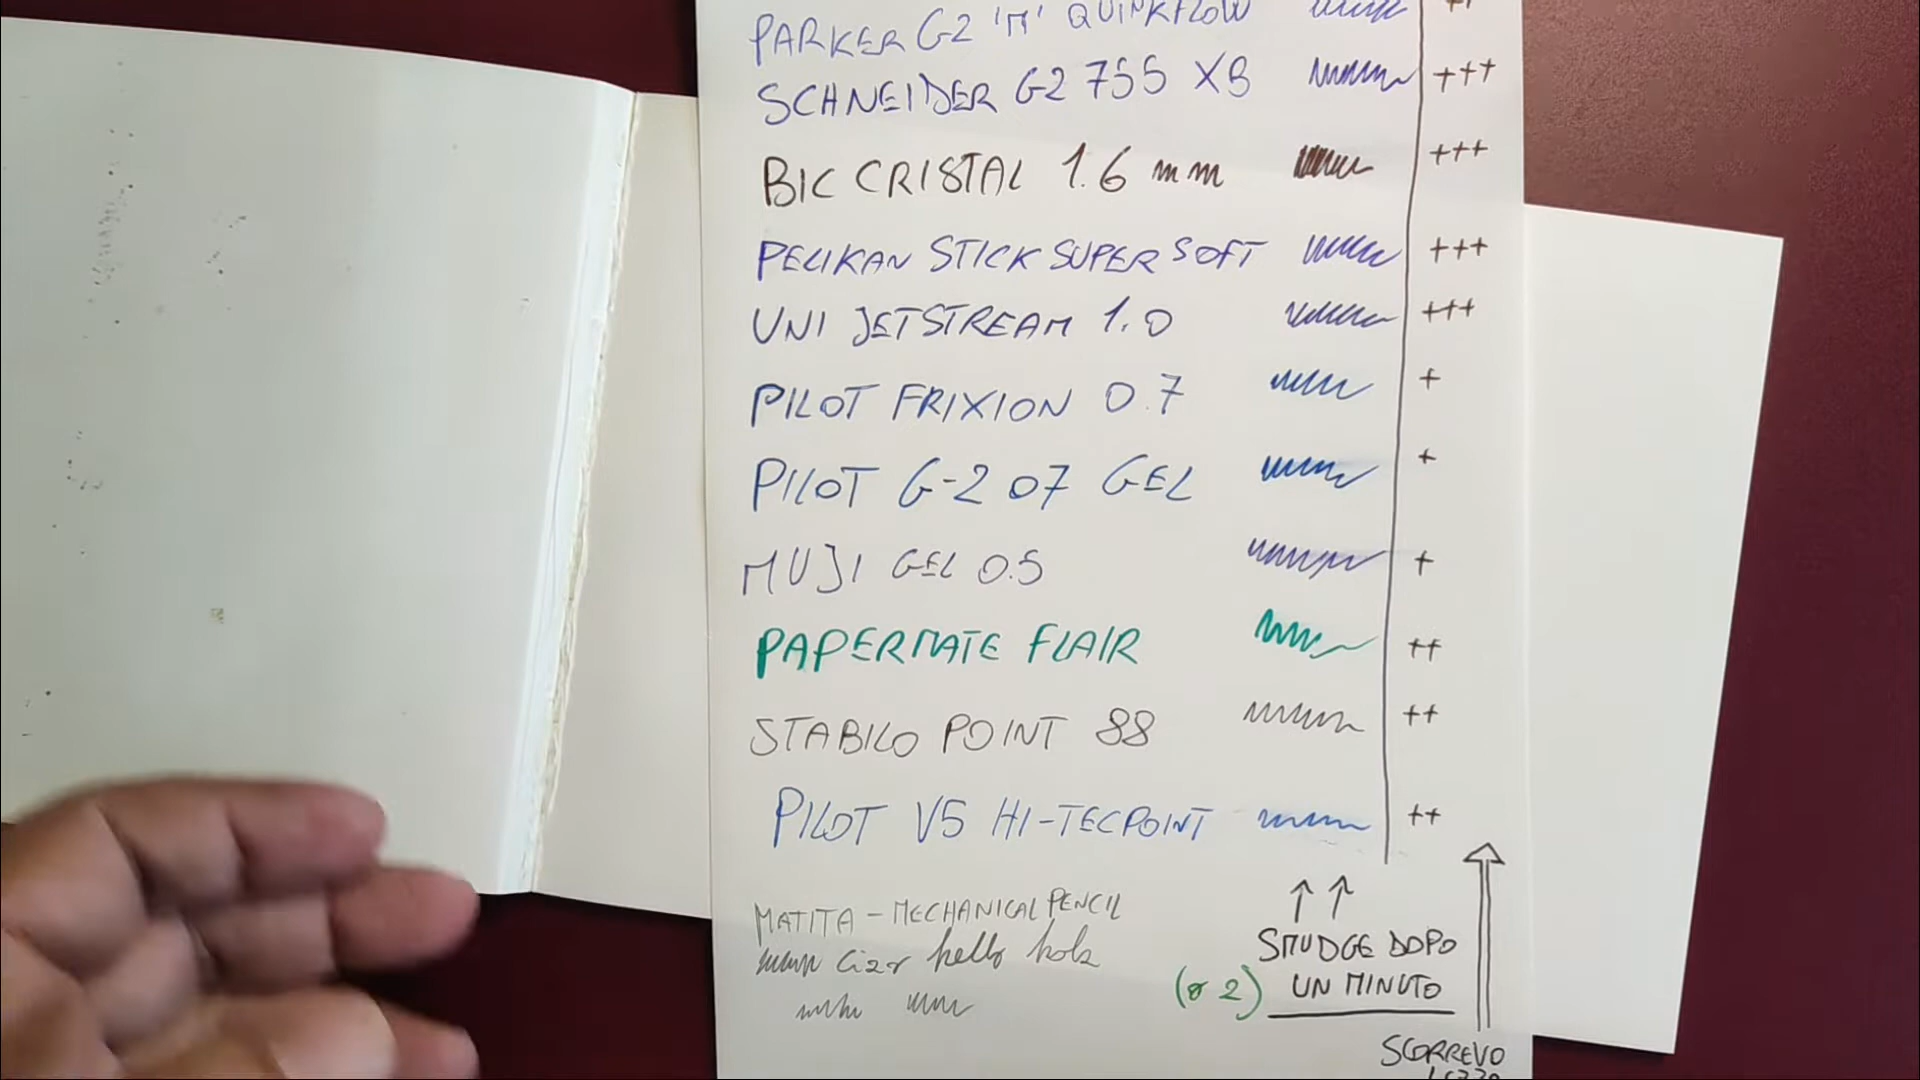 PARKER G2 'M' QUINKFLOW
SCHNEIDER G2 755 XB +++
BIC CRISTAL 1.6 mm +++
PELIKAN STICK SUPER SOFT +++
UNI JETSTREAM 1.0 +++
PILOT FRIXION 0.7 +
PILOT G-2 07 GEL +
MUJI GEL 0.5 +
PAPERMATE FLAIR ++
STABILO POINT 88 ++
PILOT V5 HI-TECPOINT ++
MATITA - MECHANICAL PENCIL
hello
SMUDGE DOPO
(o 2) UN MINUTO
SCORREVO